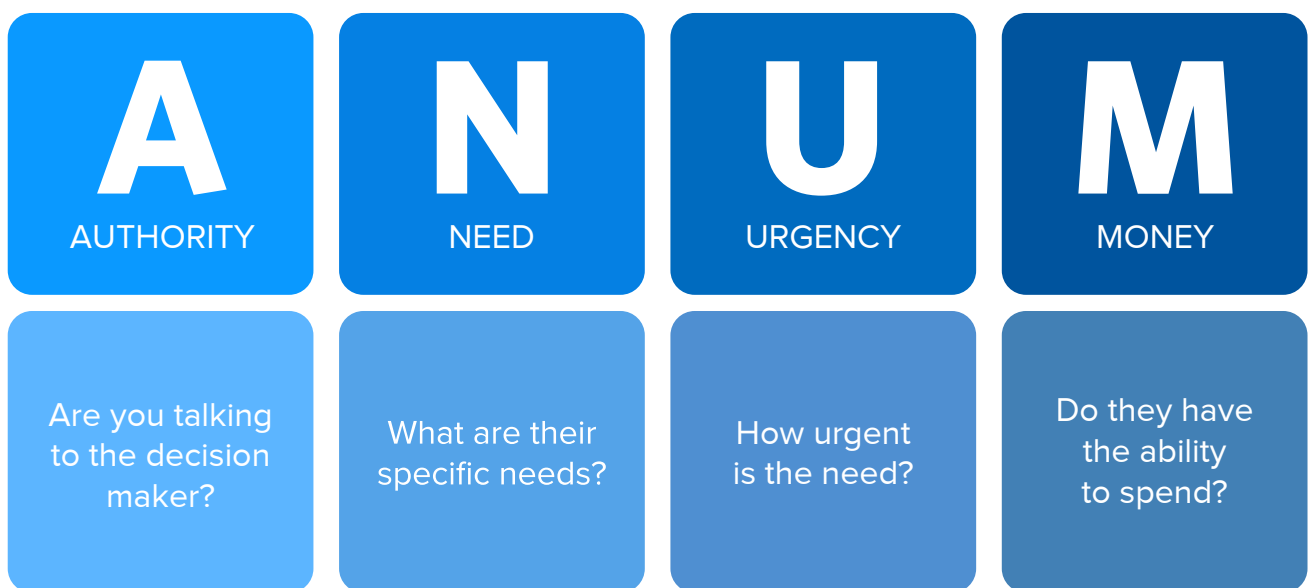 A
AUTHORITY
N
NEED
U
URGENCY
M
MONEY
Are you talking
to the decision
maker?
What are their
specific needs?
How urgent
is the need?
Do they have
the ability
to spend?